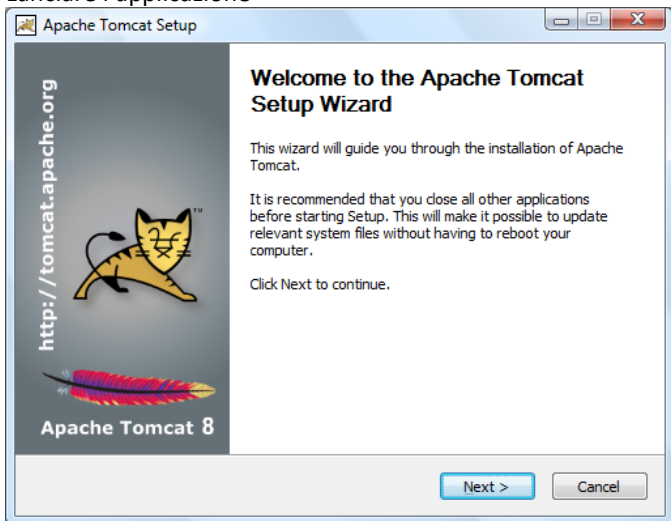 Lanciare l'applicazione
Apache Tomcat Setup
http://tomcat.apache.org
TM
Apache Tomcat 8
Welcome to the Apache Tomcat
Setup Wizard
This wizard will guide you through the installation of Apache
Tomcat.
It is recommended that you close all other applications
before starting Setup. This will make it possible to update
relevant system files without having to reboot your
computer.
Click Next to continue.
Next >
Cancel